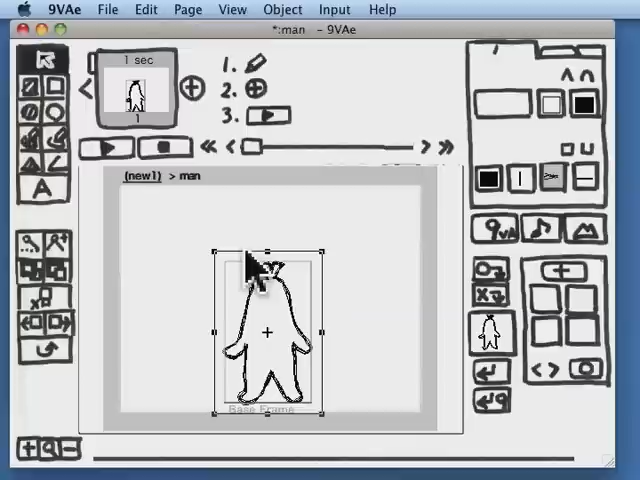 9VAe File Edit Page View Object Input Help
*:man - 9VAe
1 sec
1
1.
2.
3.
A
(new1) > man
9VA
Base Frame